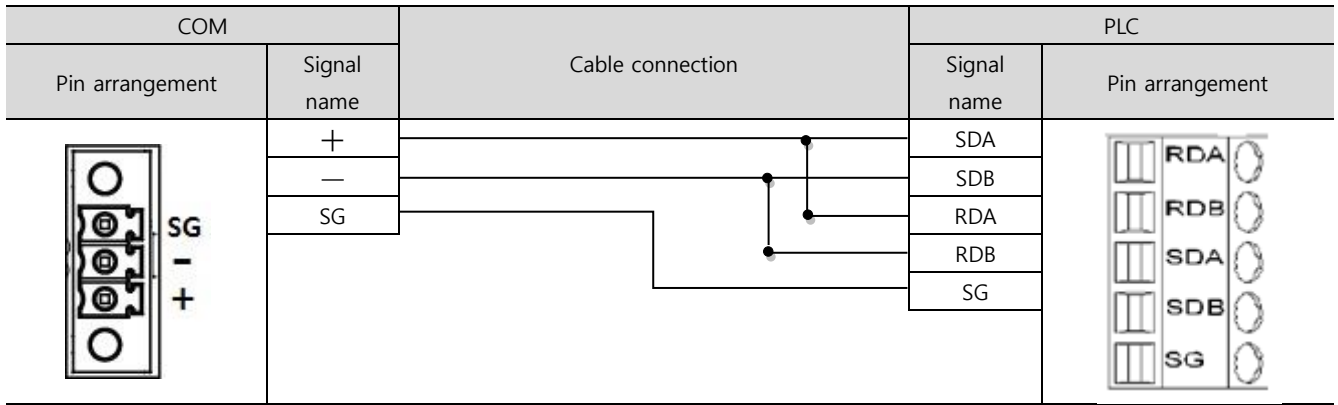 COM
Cable connection
PLC
Pin arrangement
Signal
name
Signal
name
Pin arrangement
+
SDA
—
SDB
SG
RDA
RDB
SG
SG
-
+
RDA
RDB
SDA
SDB
SG